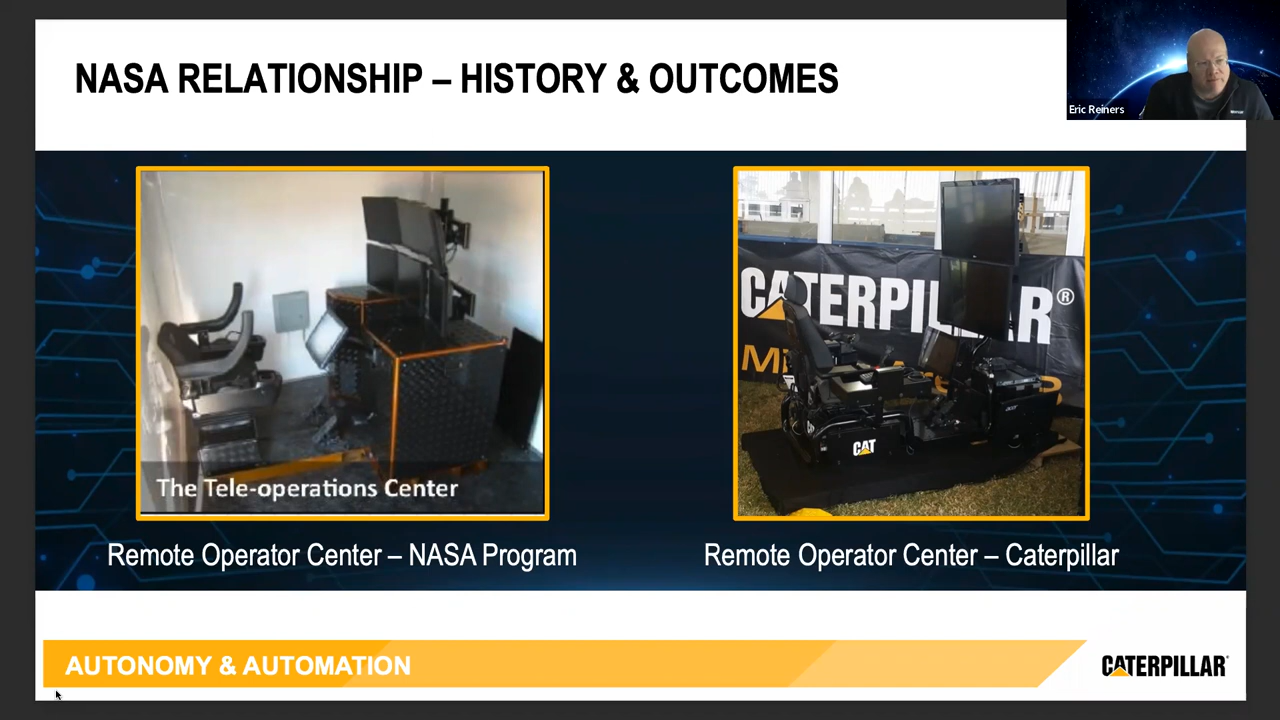 NASA RELATIONSHIP – HISTORY & OUTCOMES
Eric Reiners
The Tele-operations Center
CATERPILLAR®
CAT
Remote Operator Center – NASA Program
Remote Operator Center – Caterpillar
AUTONOMY & AUTOMATION
CATERPILLAR®